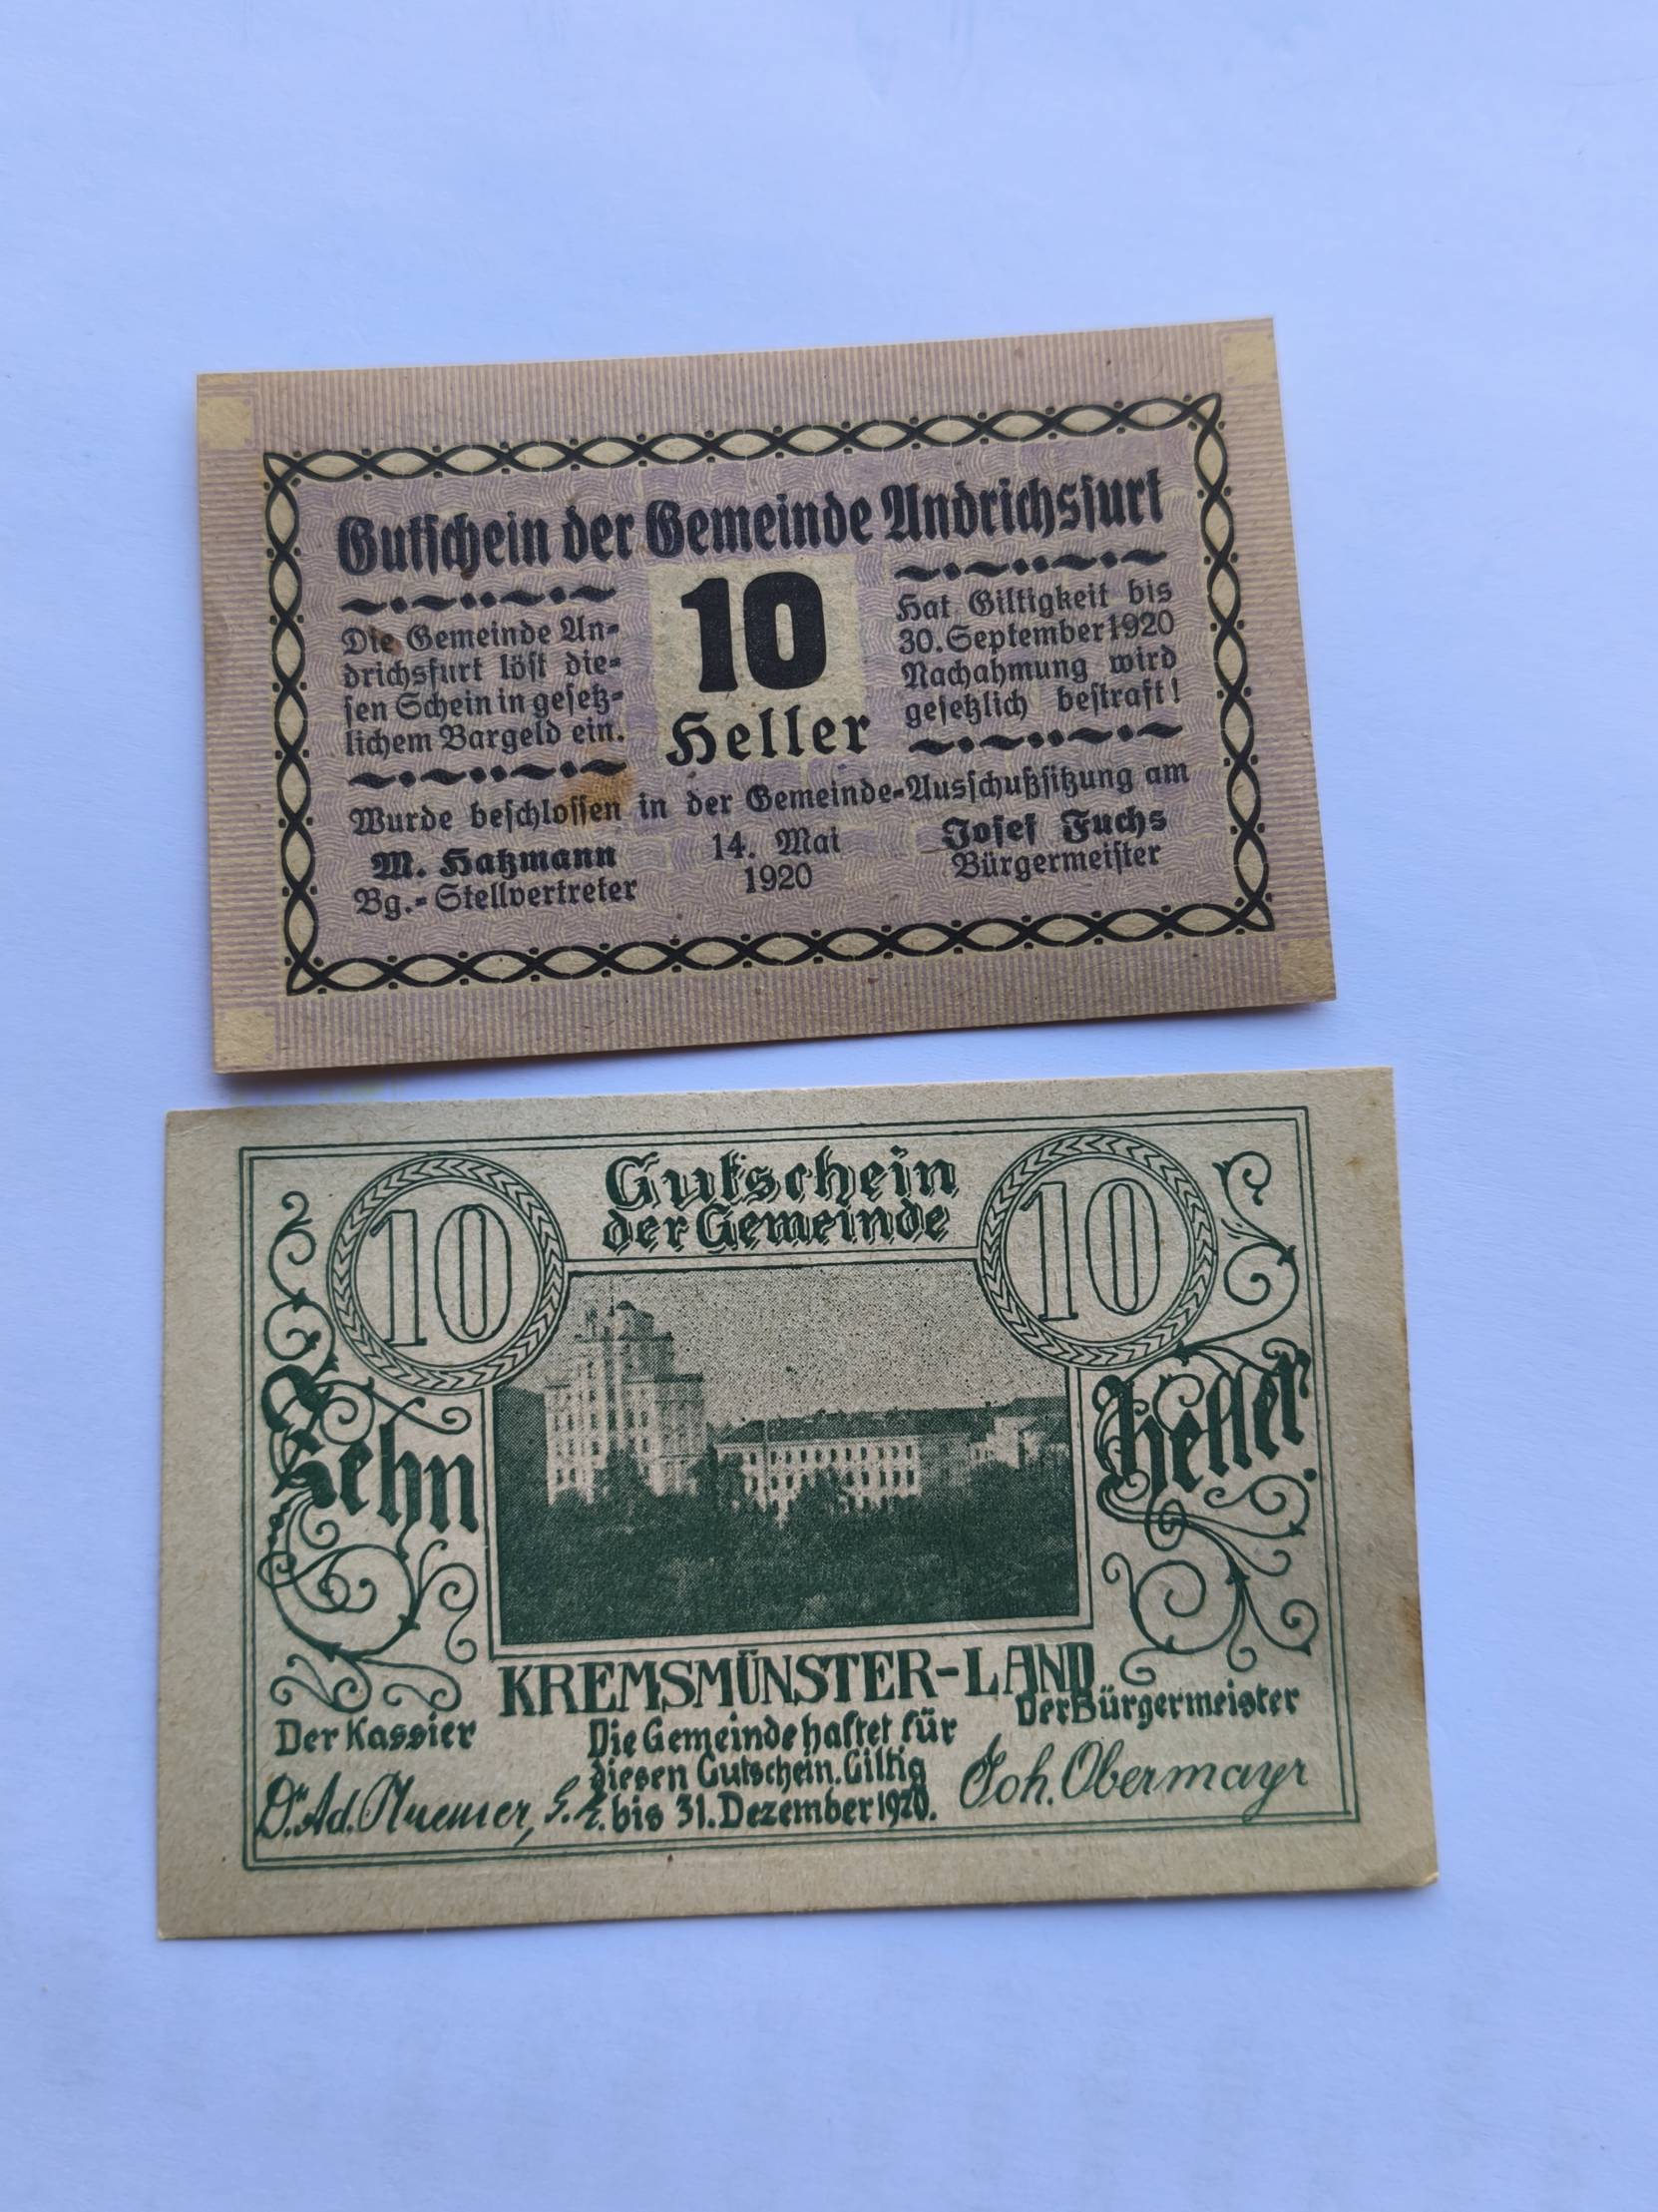 Gutschein der Gemeinde Andrichsfurt
Die Gemeinde An-
drichsfurt löst die-
sen Schein in gesetz-
lichem Bargeld ein.
10
Heller
Hat Giltigkeit bis
30. September 1920
Nachahmung wird
gesetzlich bestraft!
Wurde beschlossen in der Gemeinde-Ausschußsitzung am
M. Hatzmann
Bg.-Stellvertreter
14. Mai
1920
Josef Fuchs
Bürgermeister
10
Gutschein
der Gemeinde
10
Zehn
Heller.
KREMSMÜNSTER-LAND
Der Kassier
Die Gemeinde haftet für
diesen Gutschein. Giltig
bis 31. Dezember 1920.
Der Bürgermeister
Joh. Obermayr